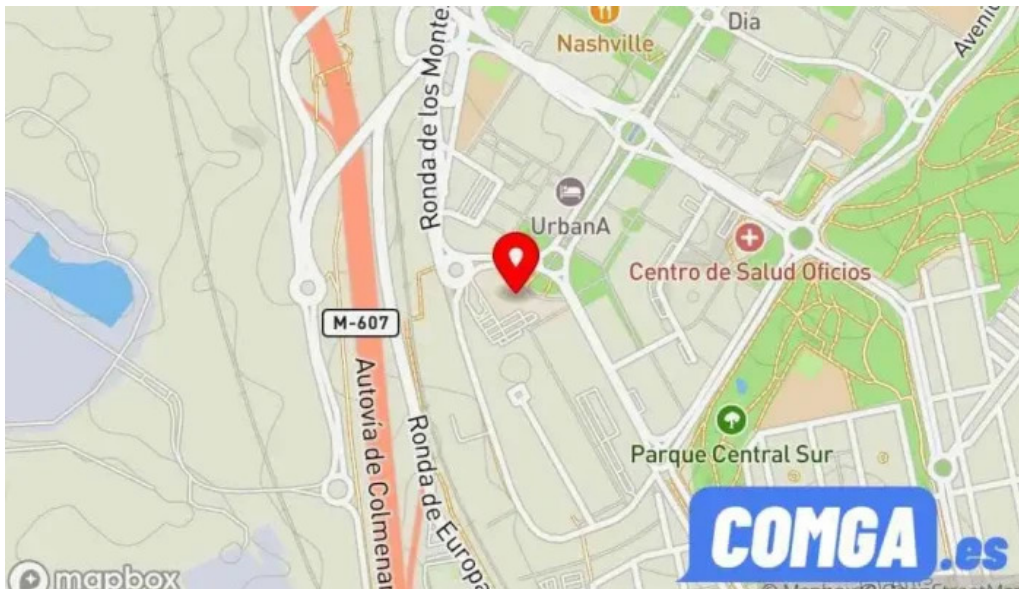 Dia
Nashville
Aveni
Ronda de los Monte
UrbanA
Centro de Salud Oficios
M-607
Autovía de Colmenar
Ronda de Europa
Parque Central Sur
COMGA.es
mapbox